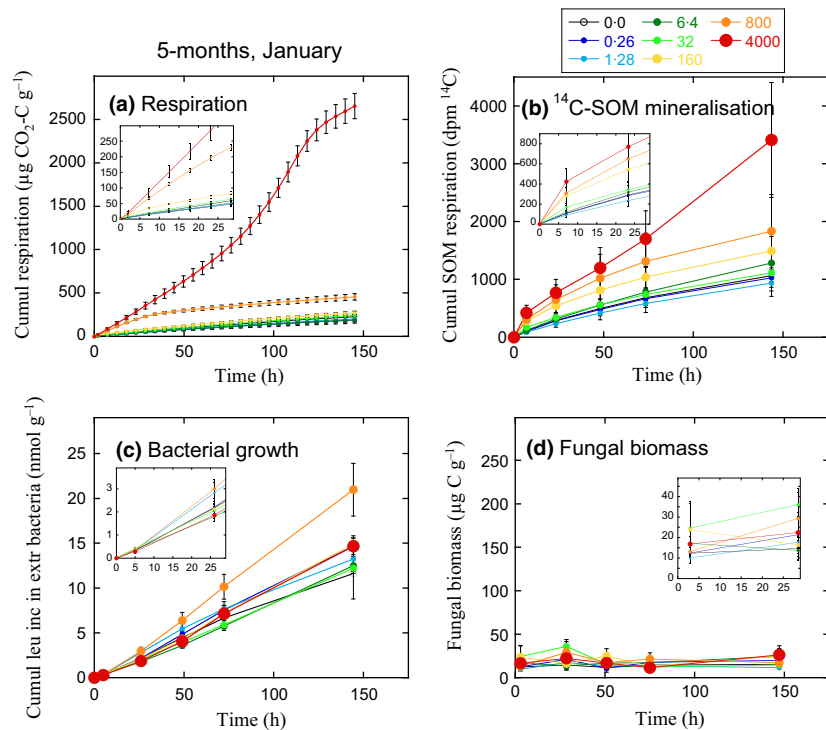 5-months, January
0·0
0·26
1·28
6·4
32
160
800
4000
(a) Respiration
Cumul respiration (µg CO₂-C g⁻¹)
3000
2500
2000
1500
1000
500
0
0 50 100 150
Time (h)
300
250
200
150
100
50
0
0 5 10 15 20 25
(b) ¹⁴C-SOM mineralisation
Cumul SOM respiration (dpm ¹⁴C)
4000
3000
2000
1000
0
0 50 100 150
Time (h)
800
600
400
200
0
0 5 10 15 20 25
(c) Bacterial growth
Cumul leu inc in extr bacteria (nmol g⁻¹)
30
25
20
15
10
5
0
0 50 100 150
Time (h)
3
2
1
0
0 5 10 15 20 25
(d) Fungal biomass
Fungal biomass (µg C g⁻¹)
250
200
150
100
50
0
0 50 100 150
Time (h)
40
30
20
10
0
0 5 10 15 20 25